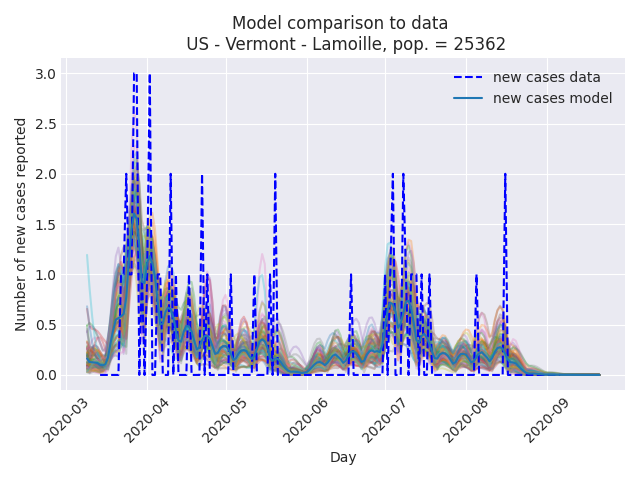 Model comparison to data
US - Vermont - Lamoille, pop. = 25362
new cases data
new cases model
Number of new cases reported
3.0
2.5
2.0
1.5
1.0
0.5
0.0
2020-03
2020-04
2020-05
2020-06
2020-07
2020-08
2020-09
Day